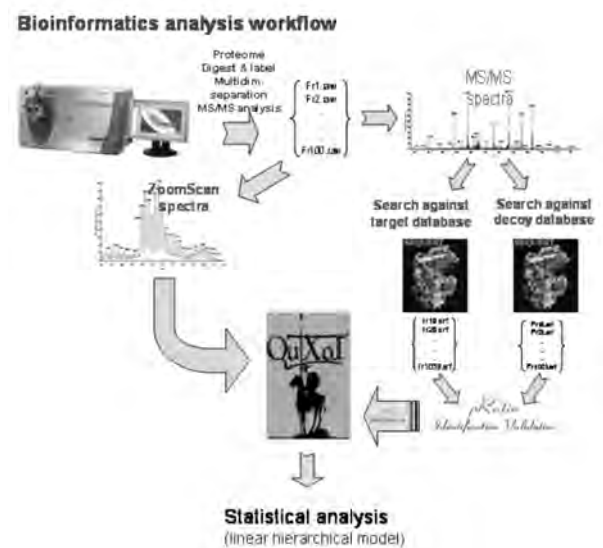 Bioinformatics analysis workflow
Proteome
Digest & label
Multidim.
separation
MS/MS analysis
Fr1.raw
Fr2.raw
Fr100.raw
MS/MS
spectra
ZoomScan
spectra
Search against
target database
Search against
decoy database
QuiXoT
pRatio
Identification Validation
Statistical analysis
(linear hierarchical model)